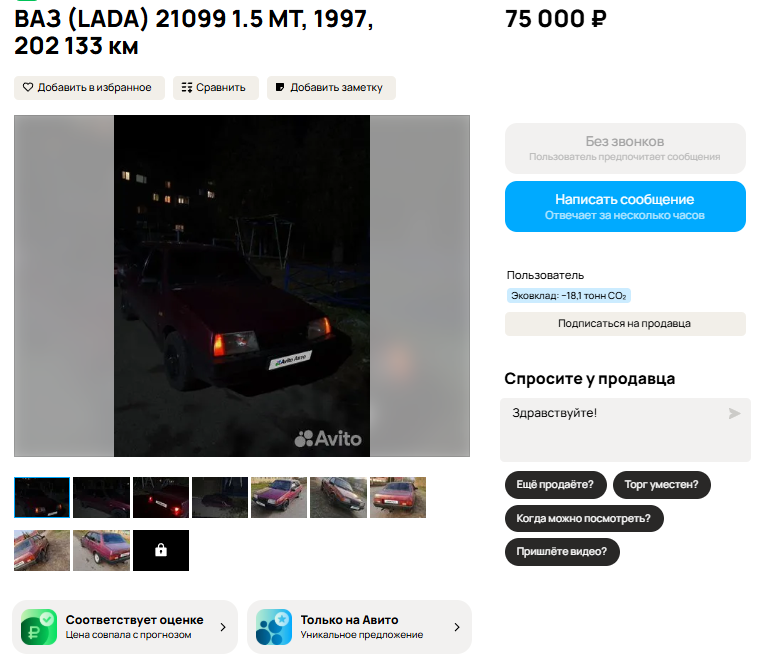 ВАЗ (LADA) 21099 1.5 MT, 1997,
202 133 км
75 000 ₽
Добавить в избранное
Сравнить
Добавить заметку
Без звонков
Пользователь предпочитает сообщения
Написать сообщение
Отвечает за несколько часов
Пользователь
Эковклад: −18,1 тонн CO₂
Подписаться на продавца
Avito Авто
Avito
Спросите у продавца
Здравствуйте!
Ещё продаёте?
Торг уместен?
Когда можно посмотреть?
Пришлёте видео?
Соответствует оценке
Цена совпала с прогнозом
Только на Авито
Уникальное предложение